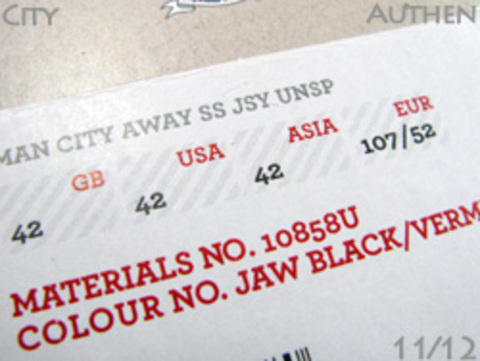 CITY AUTHEN
MAN CITY AWAY SS JSY UNSP
GB USA ASIA EUR
42 42 42 107/52
MATERIALS NO. 10858U
COLOUR NO. JAW BLACK/VERM
11/12